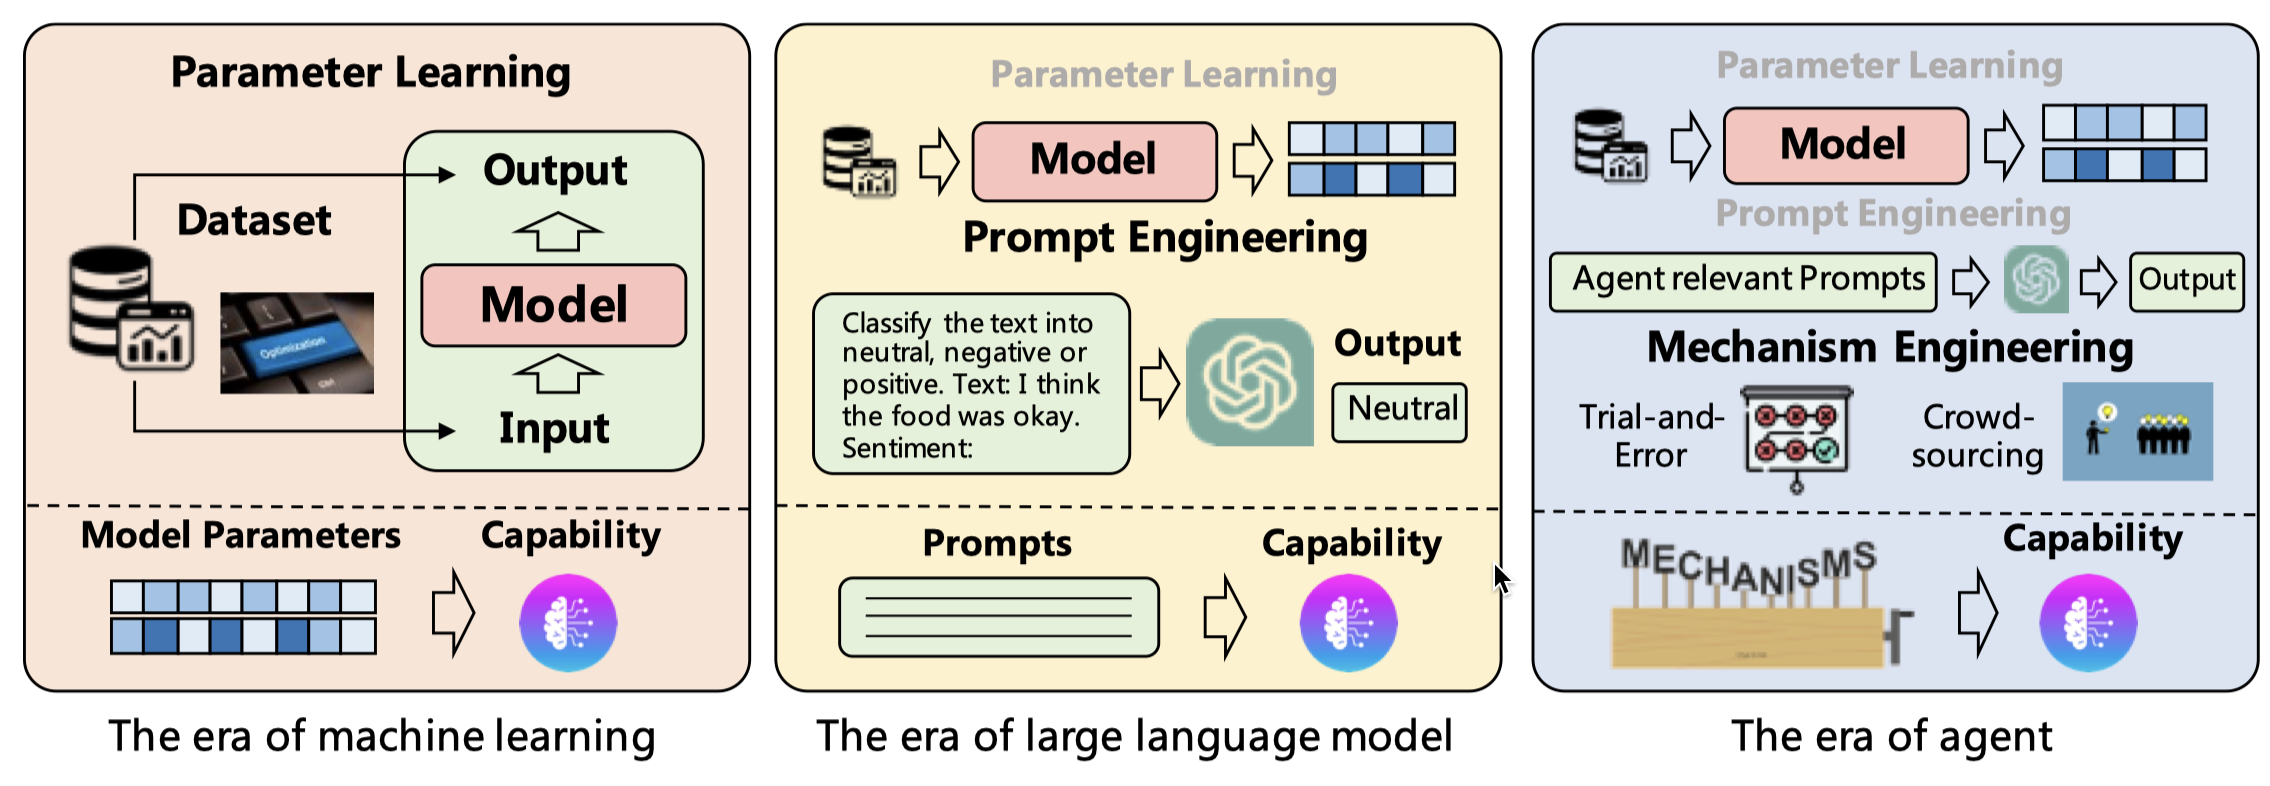 Parameter Learning
Output
Dataset
Model
Optimization
Ctrl
Input
Model Parameters
Capability
The era of machine learning
Parameter Learning
Model
Prompt Engineering
Classify the text into
neutral, negative or
positive. Text: I think
the food was okay.
Sentiment:
Output
Neutral
Prompts
Capability
The era of large language model
Parameter Learning
Model
Prompt Engineering
Agent relevant Prompts
Output
Mechanism Engineering
Trial-and-
Error
Crowd-
sourcing
MECHANISMS
Capability
The era of agent